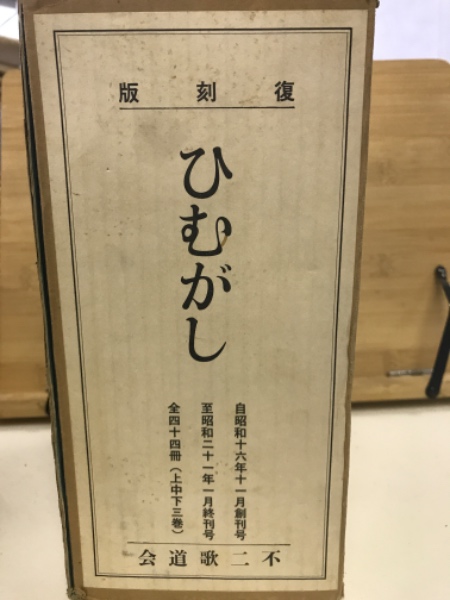 復刻版
ひむがし
自昭和十六年十一月創刊号
至昭和二十一年一月終刊号
全四十四冊(上中下三巻)
不二歌道会